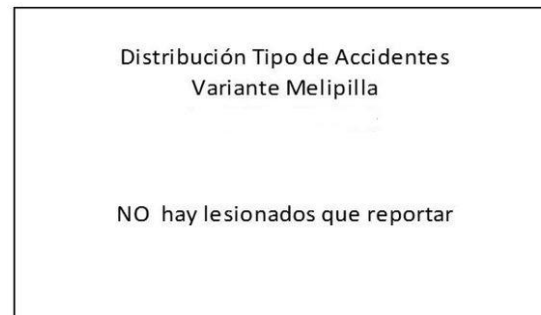 Distribución Tipo de Accidentes
Variante Melipilla
NO hay lesionados que reportar